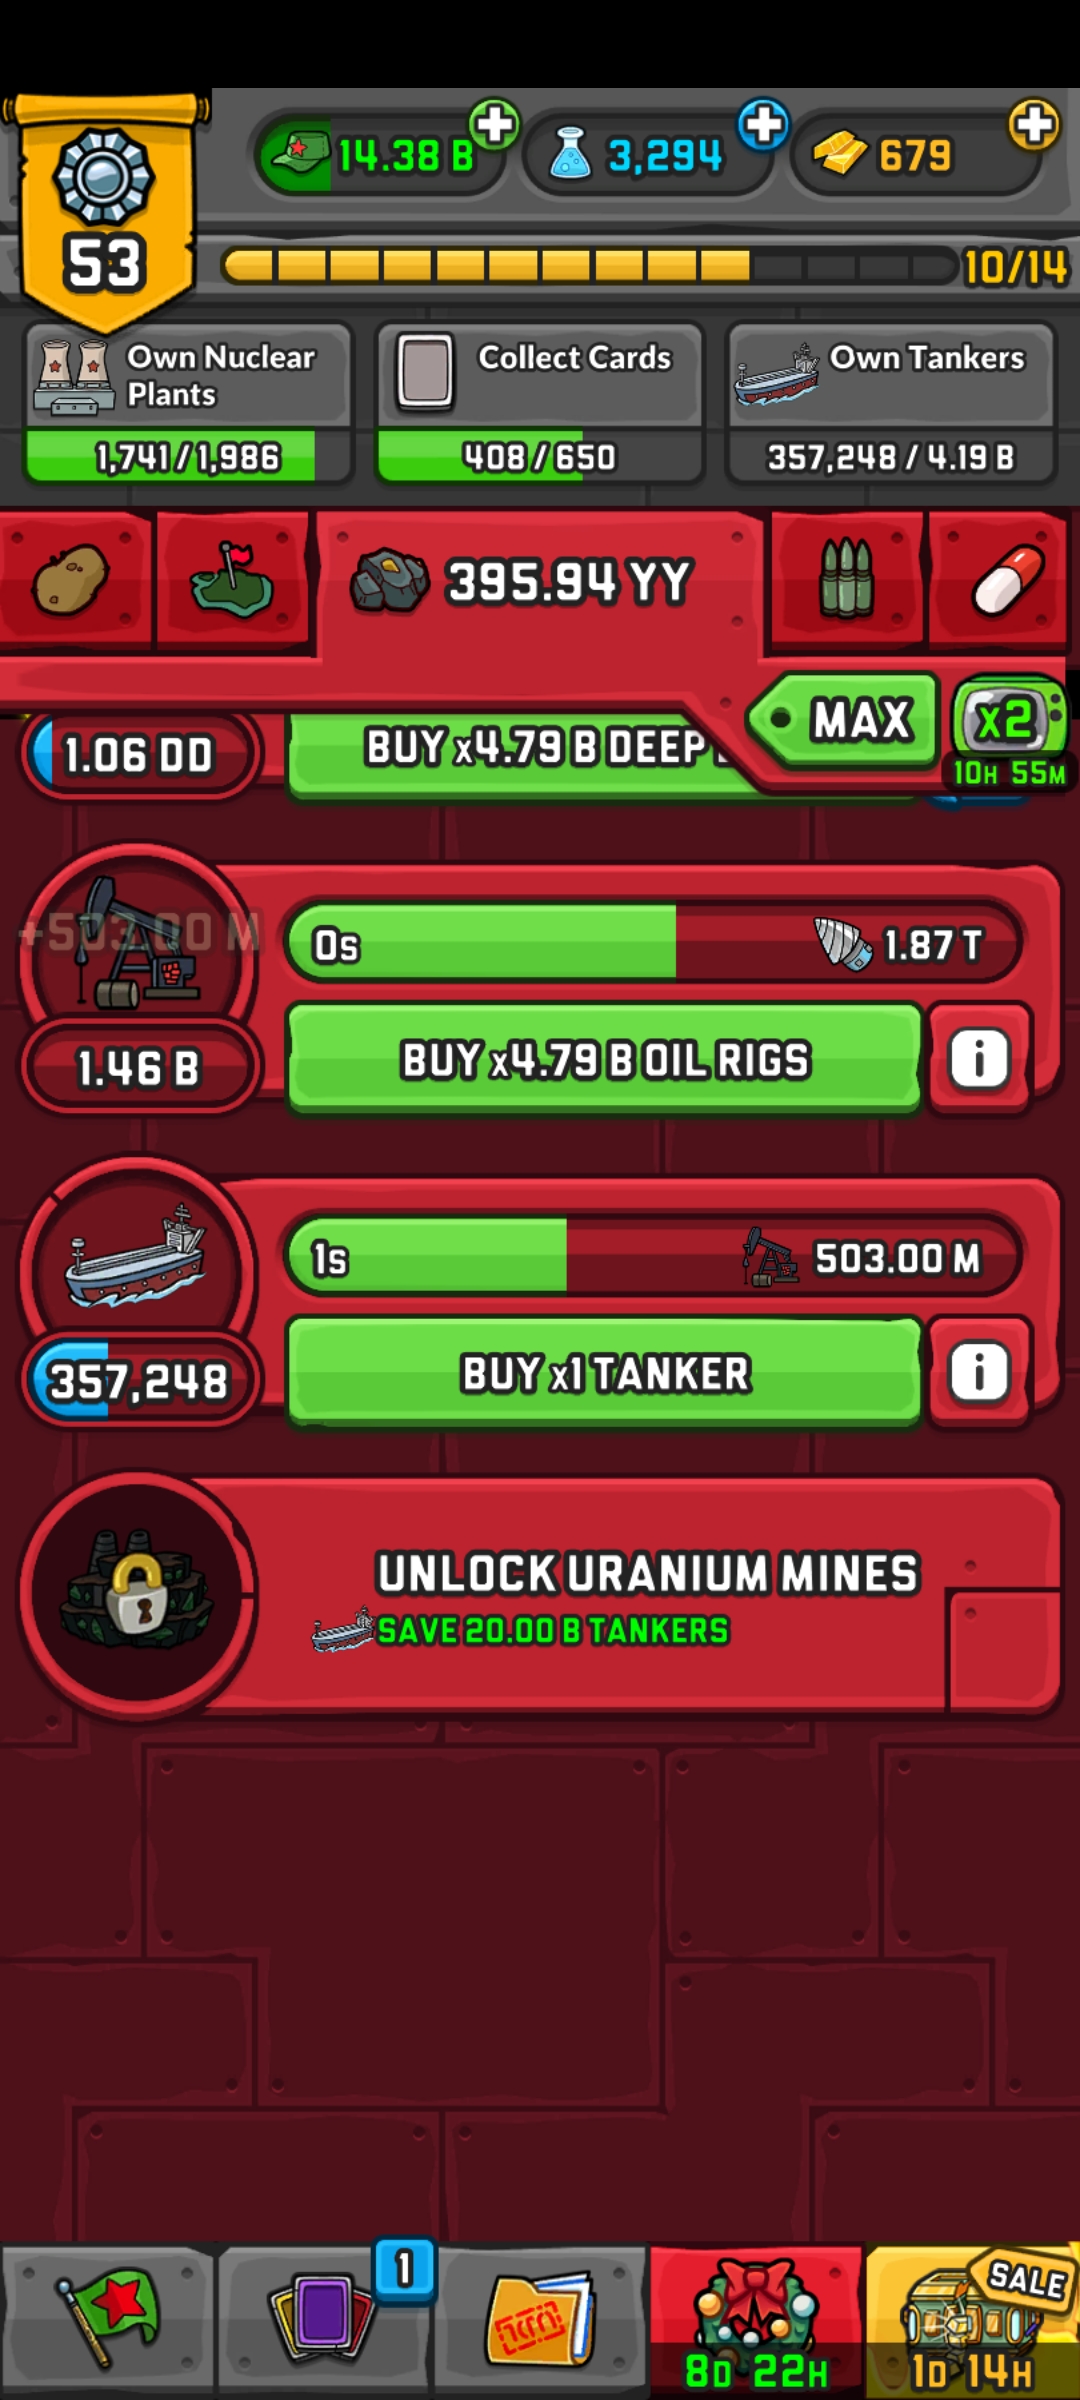 14.38 B
3,294
679
53
10/14
Own Nuclear
Plants
1,741/1,986
Collect Cards
408/650
Own Tankers
357,248/4.19 B
395.94 YY
MAX
x2
10H 55M
1.06 DD
BUY x4.79 B DEEP
+503.00 M
0s
1.87 T
1.46 B
BUY x4.79 B OIL RIGS
i
1s
503.00 M
357,248
BUY x1 TANKER
i
UNLOCK URANIUM MINES
SAVE 20.00 B TANKERS
1
SALE
8D 22H
1D 14H